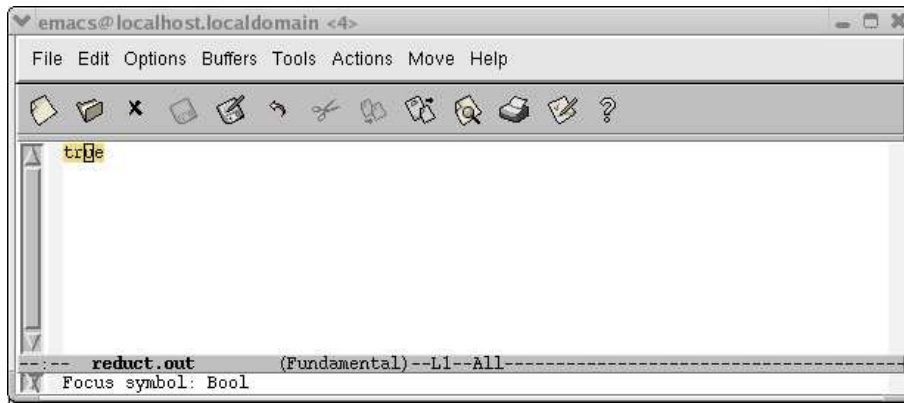 emacs@localhost.localdomain <4>
File Edit Options Buffers Tools Actions Move Help
true
--:-- reduct.out (Fundamental)--L1--All----------------------------------------
Focus symbol: Bool